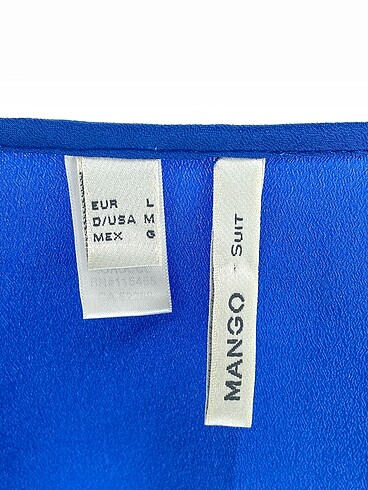 EUR L
D/USA M
MEX G
MANGO SUIT